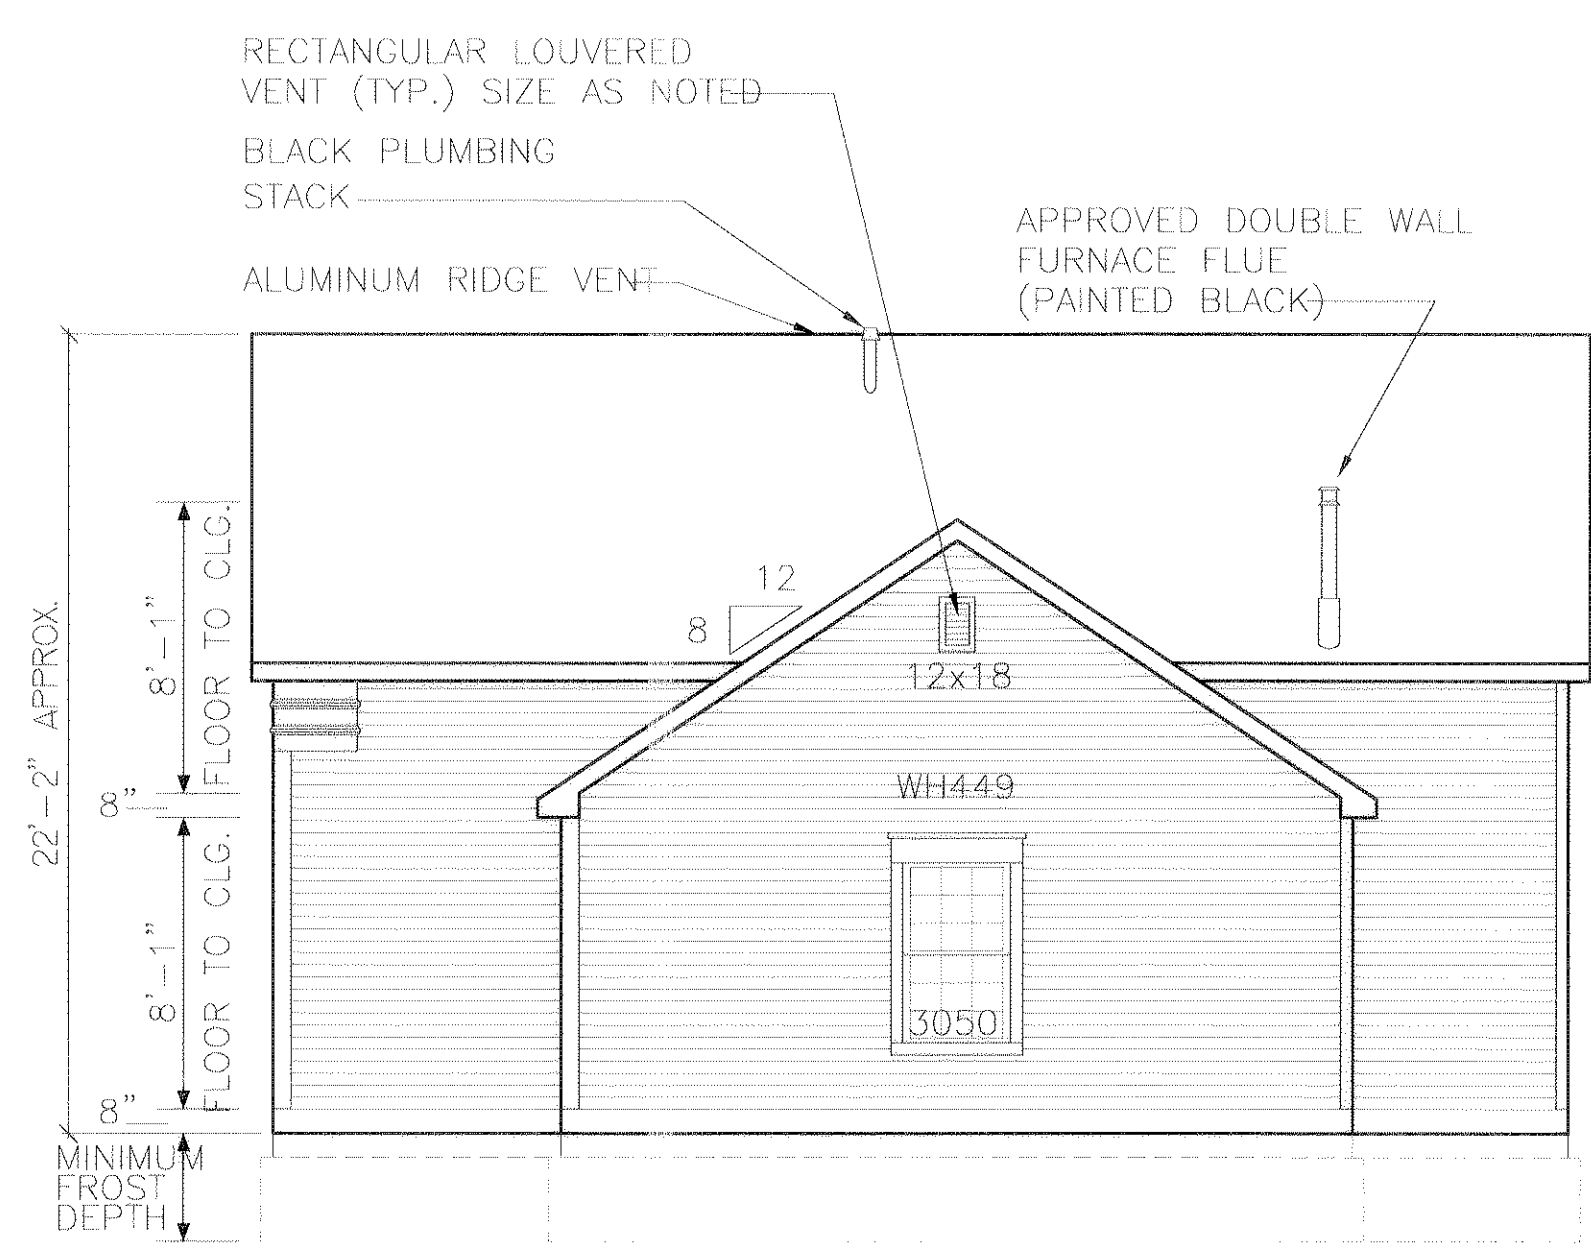 RECTANGULAR LOUVERED
VENT (TYP.) SIZE AS NOTED
BLACK PLUMBING
STACK
ALUMINUM RIDGE VENT
APPROVED DOUBLE WALL
FURNACE FLUE
(PAINTED BLACK)
22'-2" APPROX.
8'-1"
FLOOR TO CLG.
8"
8'-1"
FLOOR TO CLG.
8"
MINIMUM
FROST
DEPTH
12
8
12x18
WH449
3050